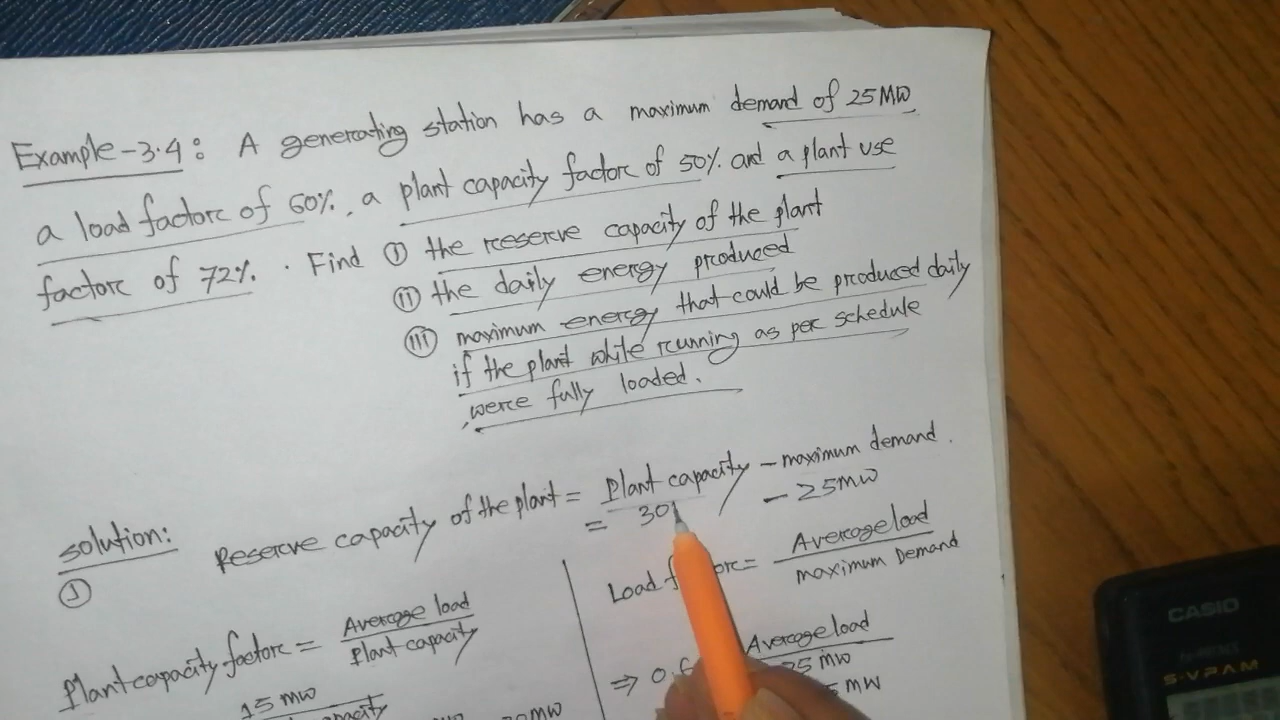 Example-3.4: A generating station has a maximum demand of 25MW
a load factor of 60%, a plant capacity factor of 50% and a plant use
factor of 72%. Find (I) the reserve capacity of the plant
(II) the daily energy produced
(III) maximum energy that could be produced daily
if the plant while running as per schedule
were fully loaded.
Solution: Reserve capacity of the plant = Plant capacity - maximum demand.
(I)
= 30 - 25MW
Plant capacity factor = Average load / Plant capacity
15 MW
Load = Average load / maximum Demand
⇒ Average load
MW
MW
CASIO
S-VPAM